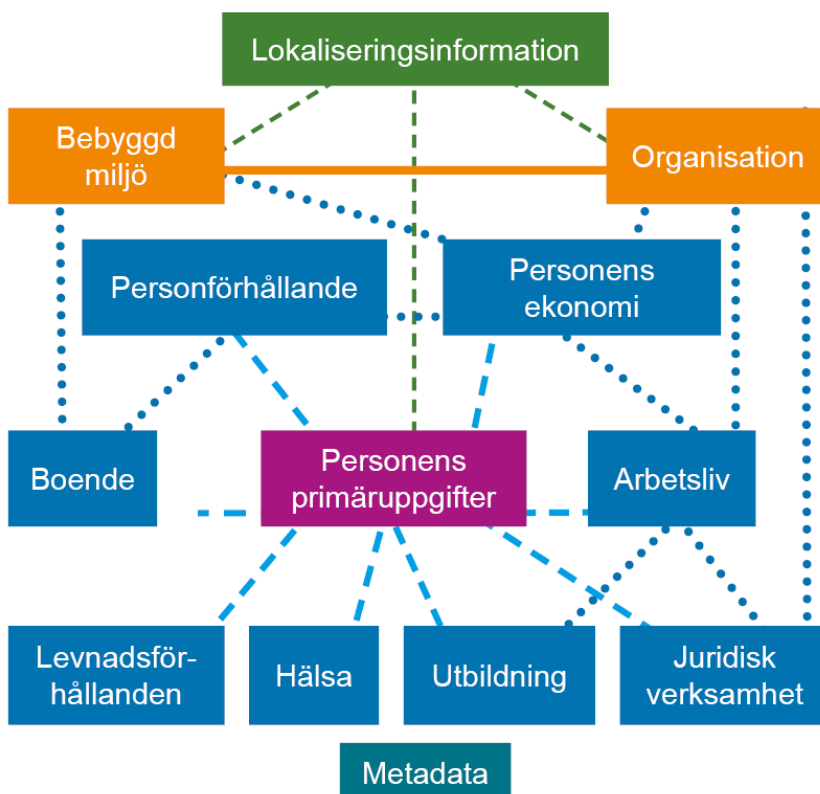 Lokaliseringsinformation
Bebyggd
miljö
Organisation
Personförhållande
Personens
ekonomi
Boende
Personens
primäruppgifter
Arbetsliv
Levnadsför-
hållanden
Hälsa
Utbildning
Juridisk
verksamhet
Metadata